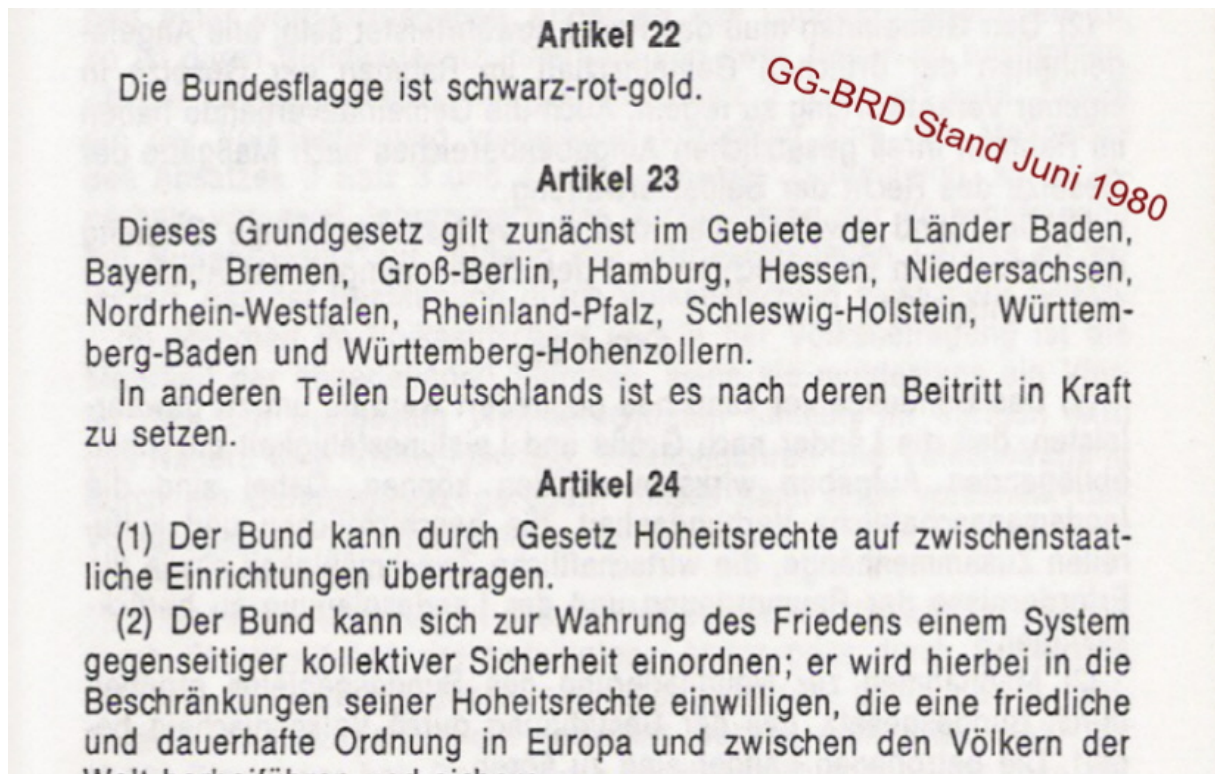 Artikel 22
Die Bundesflagge ist schwarz-rot-gold.
GG-BRD Stand Juni 1980
Artikel 23
Dieses Grundgesetz gilt zunächst im Gebiete der Länder Baden,
Bayern, Bremen, Groß-Berlin, Hamburg, Hessen, Niedersachsen,
Nordrhein-Westfalen, Rheinland-Pfalz, Schleswig-Holstein, Württem-
berg-Baden und Württemberg-Hohenzollern.
In anderen Teilen Deutschlands ist es nach deren Beitritt in Kraft
zu setzen.
Artikel 24
(1) Der Bund kann durch Gesetz Hoheitsrechte auf zwischenstaat-
liche Einrichtungen übertragen.
(2) Der Bund kann sich zur Wahrung des Friedens einem System
gegenseitiger kollektiver Sicherheit einordnen; er wird hierbei in die
Beschränkungen seiner Hoheitsrechte einwilligen, die eine friedliche
und dauerhafte Ordnung in Europa und zwischen den Völkern der